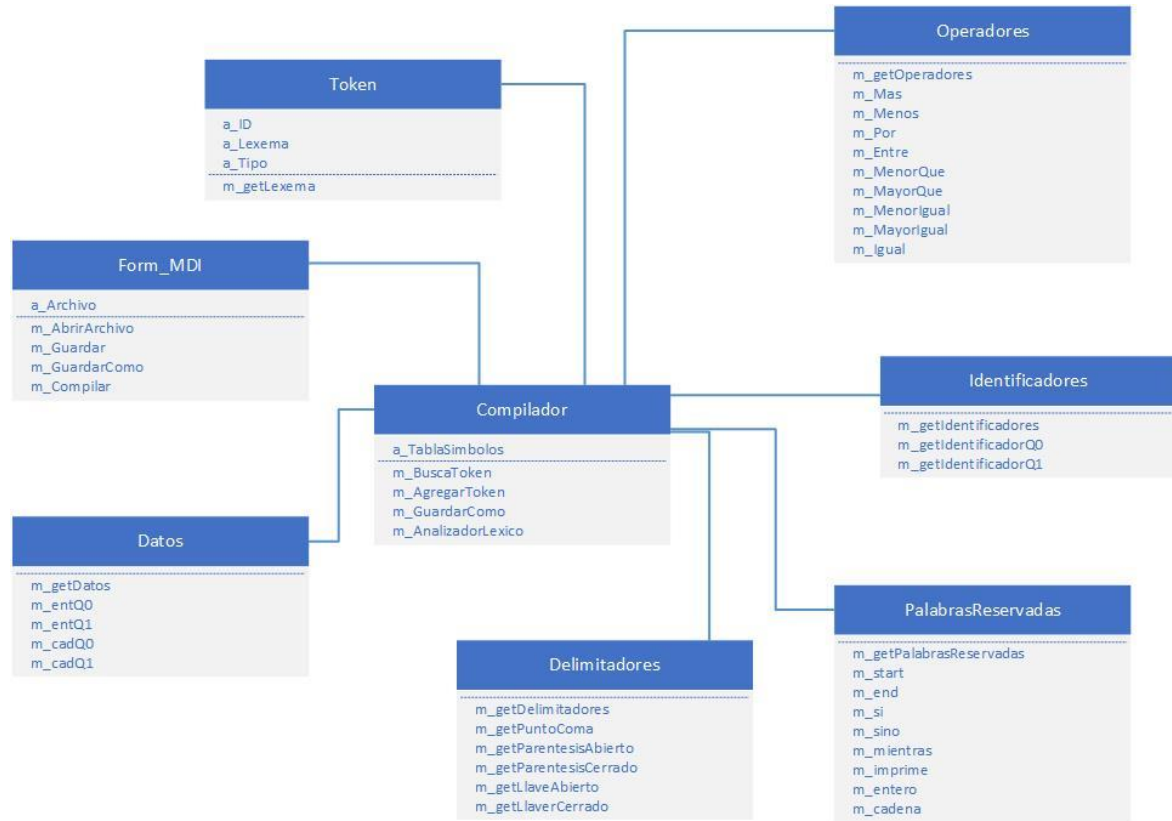 Operadores
m_getOperadores
m_Mas
m_Menos
m_Por
m_Entre
m_MenorQue
m_MayorQue
m_MenorIgual
m_MayorIgual
m_Igual
Token
a_ID
a_Lexema
a_Tipo
m_getLexema
Form_MDI
a_Archivo
m_AbrirArchivo
m_Guardar
m_GuardarComo
m_Compilar
Compilador
a_TablaSimbolos
m_BuscaToken
m_AgregarToken
m_GuardarComo
m_AnalizadorLexico
Identificadores
m_getIdentificadores
m_getIdentificadorQ0
m_getIdentificadorQ1
Datos
m_getDatos
m_entQ0
m_entQ1
m_cadQ0
m_cadQ1
Delimitadores
m_getDelimitadores
m_getPuntoComa
m_getParentesisAbierto
m_getParentesisCerrado
m_getLlaveAbierto
m_getLlaverCerrado
PalabrasReservadas
m_getPalabrasReservadas
m_start
m_end
m_si
m_sino
m_mientras
m_imprime
m_entero
m_cadena